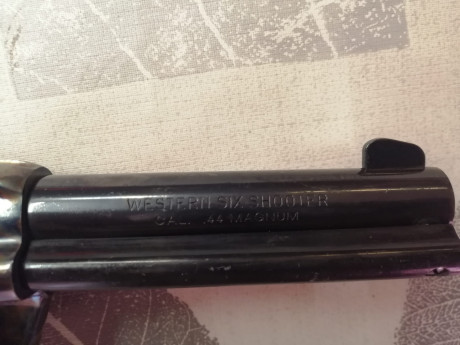 WESTERN SIX SHOOTER
CAL. .44 MAGNUM